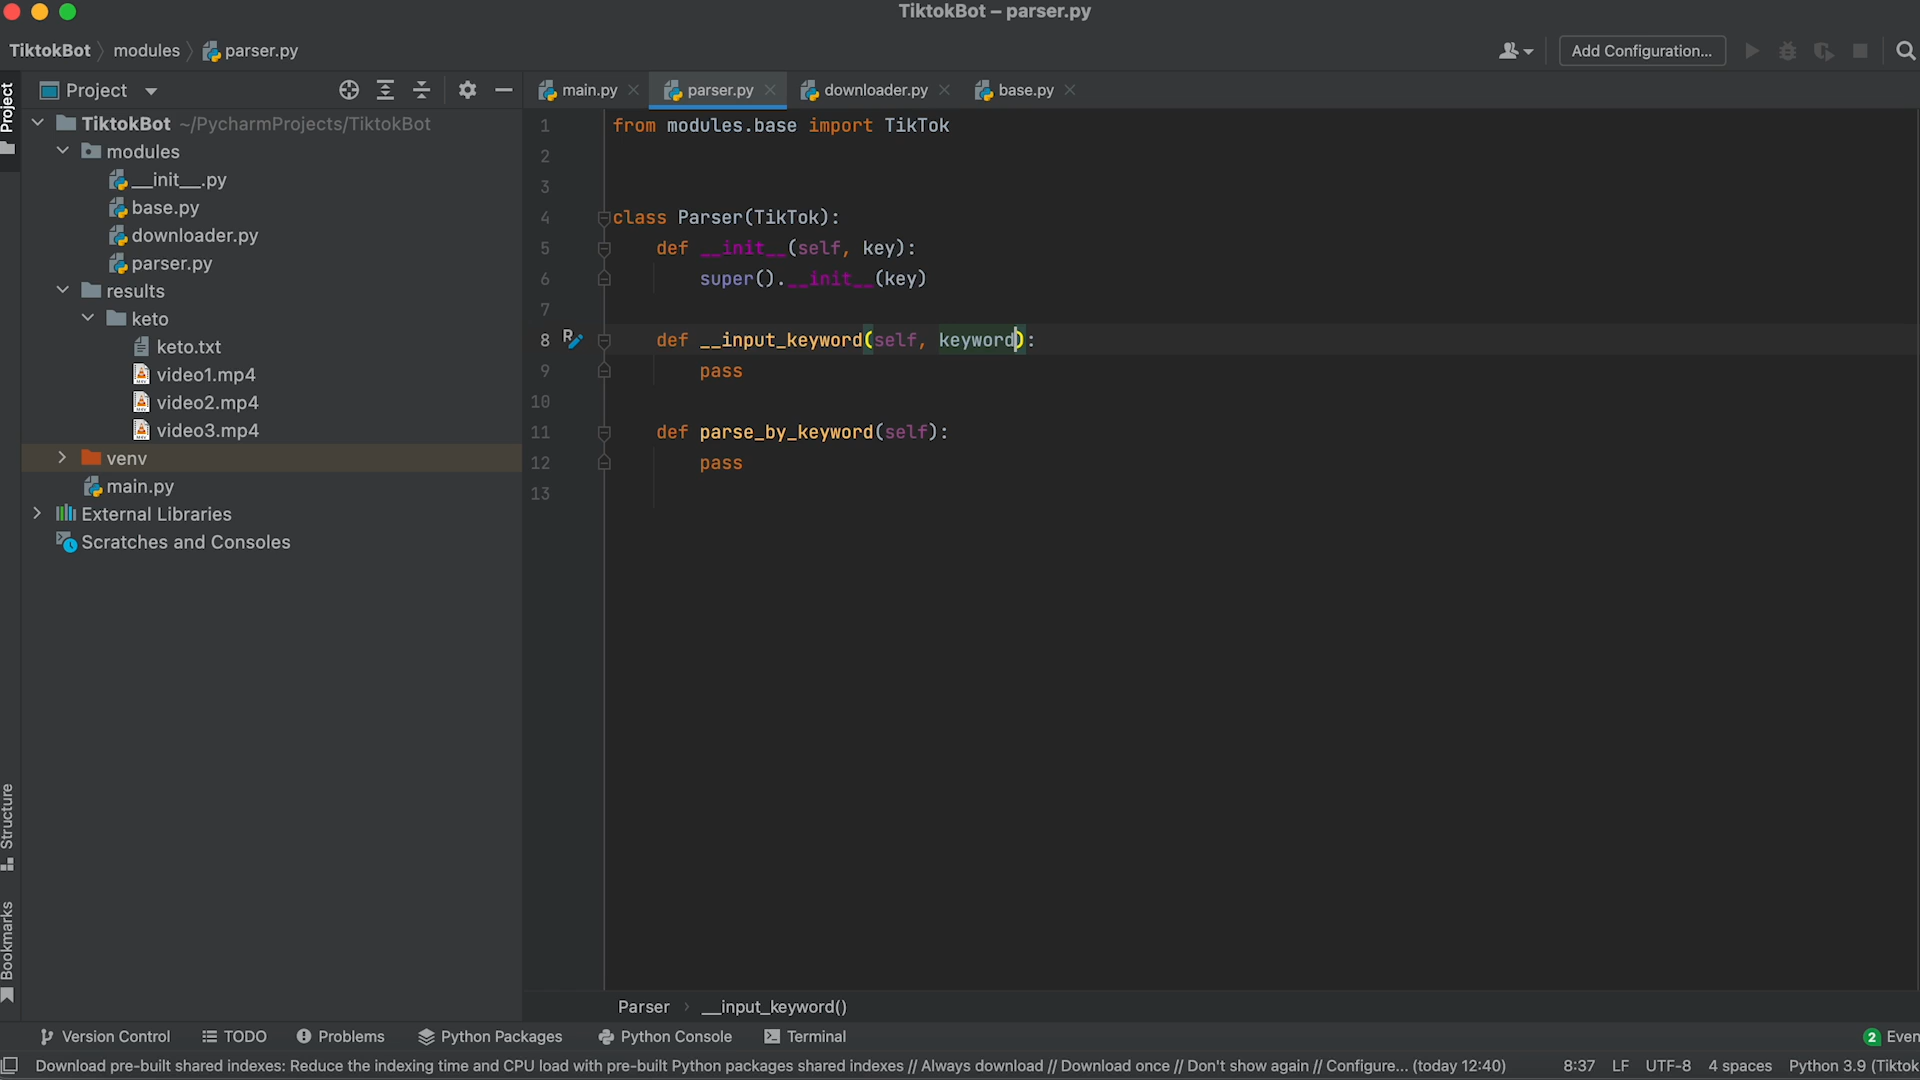 TiktokBot – parser.py
TiktokBot modules parser.py
Add Configuration...
Project
Project
main.py parser.py downloader.py base.py
TiktokBot ~/PycharmProjects/TiktokBot
modules
__init__.py
base.py
downloader.py
parser.py
results
keto
keto.txt
video1.mp4
video2.mp4
video3.mp4
venv
main.py
External Libraries
Scratches and Consoles
1 from modules.base import TikTok
2
3
4 class Parser(TikTok):
5 def __init__(self, key):
6 super().__init__(key)
7
8 def __input_keyword(self, keyword):
9 pass
10
11 def parse_by_keyword(self):
12 pass
13
Structure
Bookmarks
Parser __input_keyword()
Version Control TODO Problems Python Packages Python Console Terminal 2 Even
Download pre-built shared indexes: Reduce the indexing time and CPU load with pre-built Python packages shared indexes // Always download // Download once // Don't show again // Configure... (today 12:40) 8:37 LF UTF-8 4 spaces Python 3.9 (Tiktok